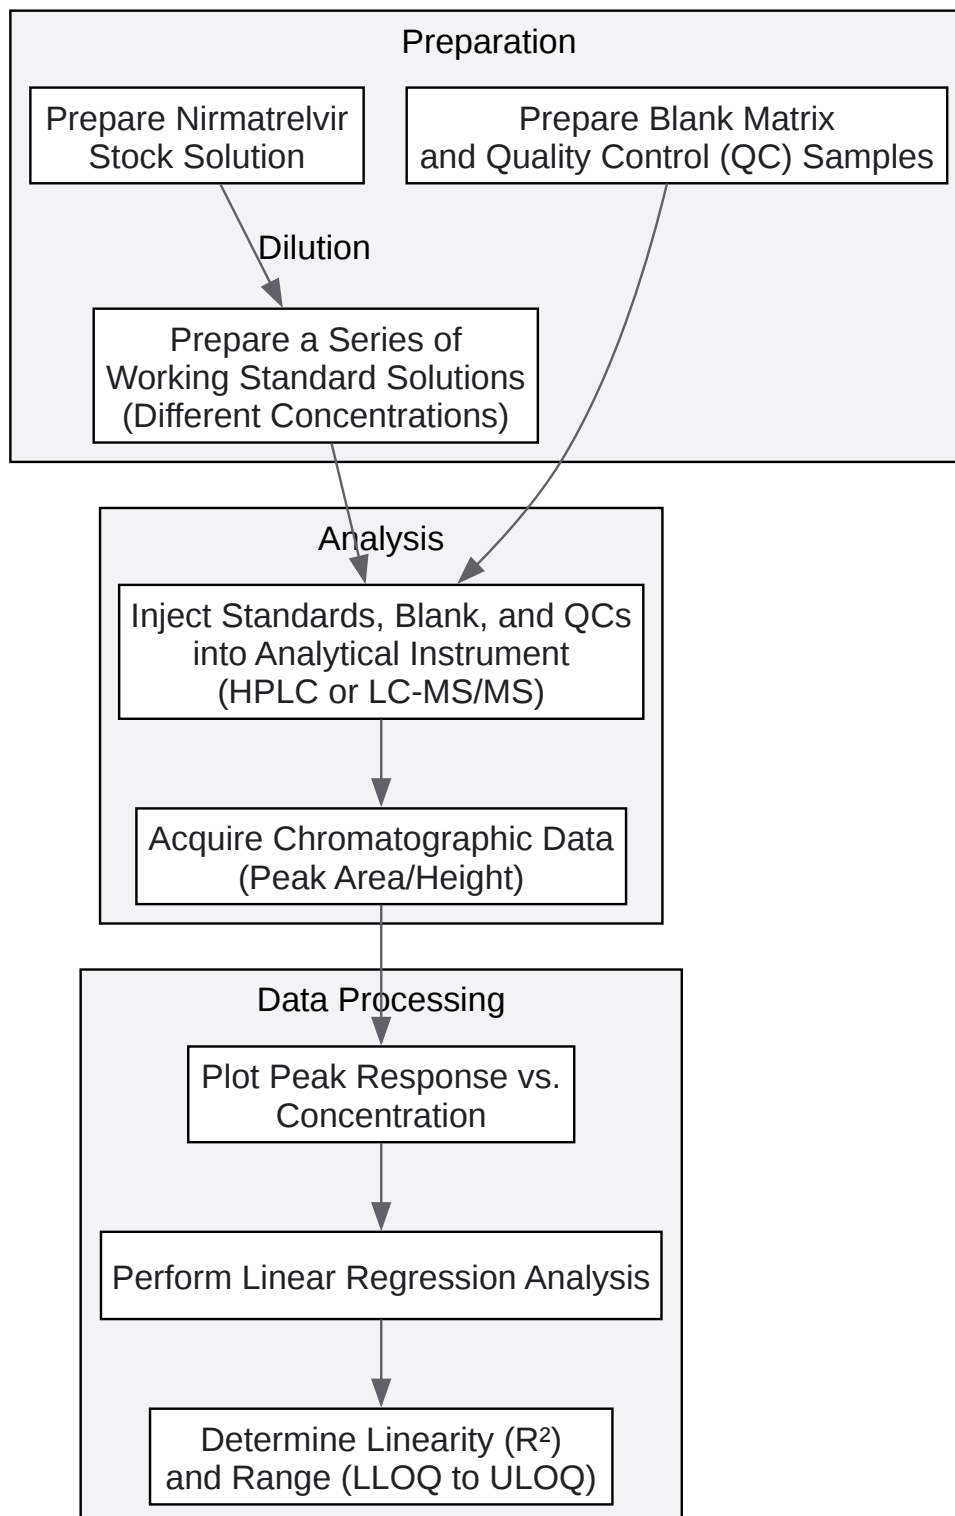 Preparation
Prepare Nirmatrelvir
Stock Solution
Prepare Blank Matrix
and Quality Control (QC) Samples
Dilution
Prepare a Series of
Working Standard Solutions
(Different Concentrations)
Analysis
Inject Standards, Blank, and QCs
into Analytical Instrument
(HPLC or LC-MS/MS)
Acquire Chromatographic Data
(Peak Area/Height)
Data Processing
Plot Peak Response vs.
Concentration
Perform Linear Regression Analysis
Determine Linearity (R²)
and Range (LLOQ to ULOQ)